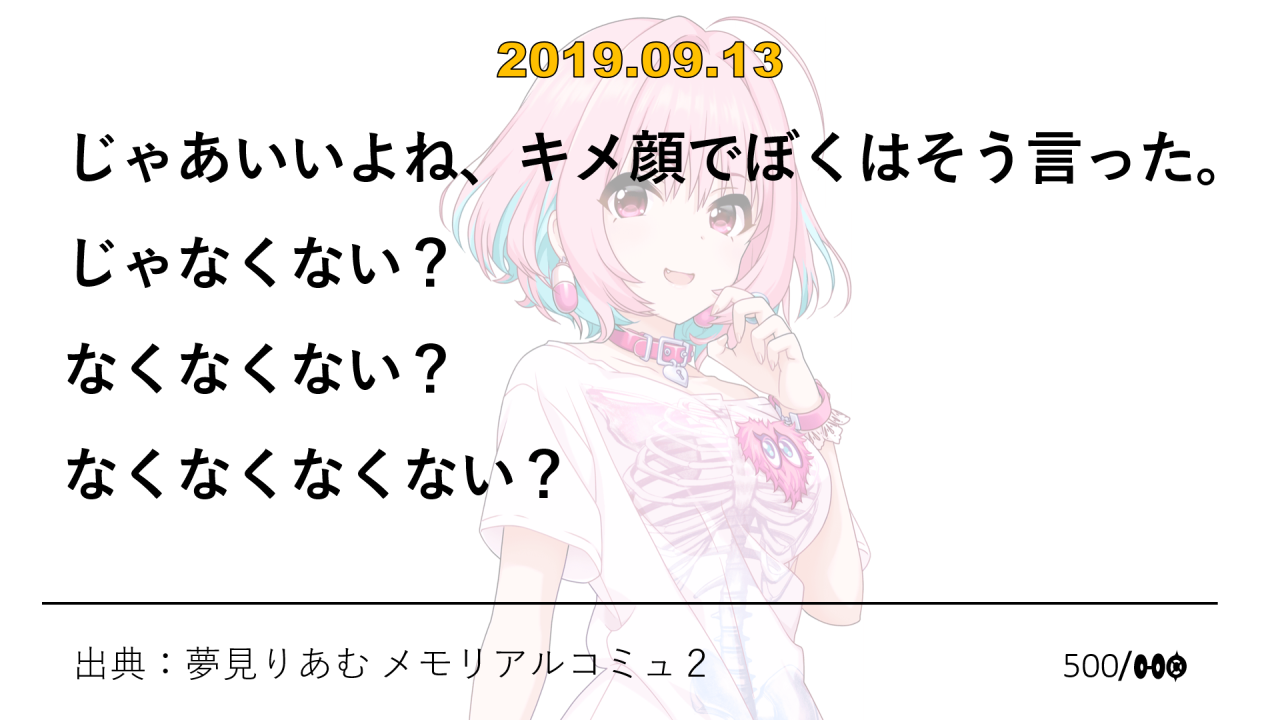 2019.09.13
じゃあいいよね、キメ顔でぼくはそう言った。
じゃなくない？
なくなくない？
なくなくなくない？
出典：夢見りあむ メモリアルコミュ２
500/